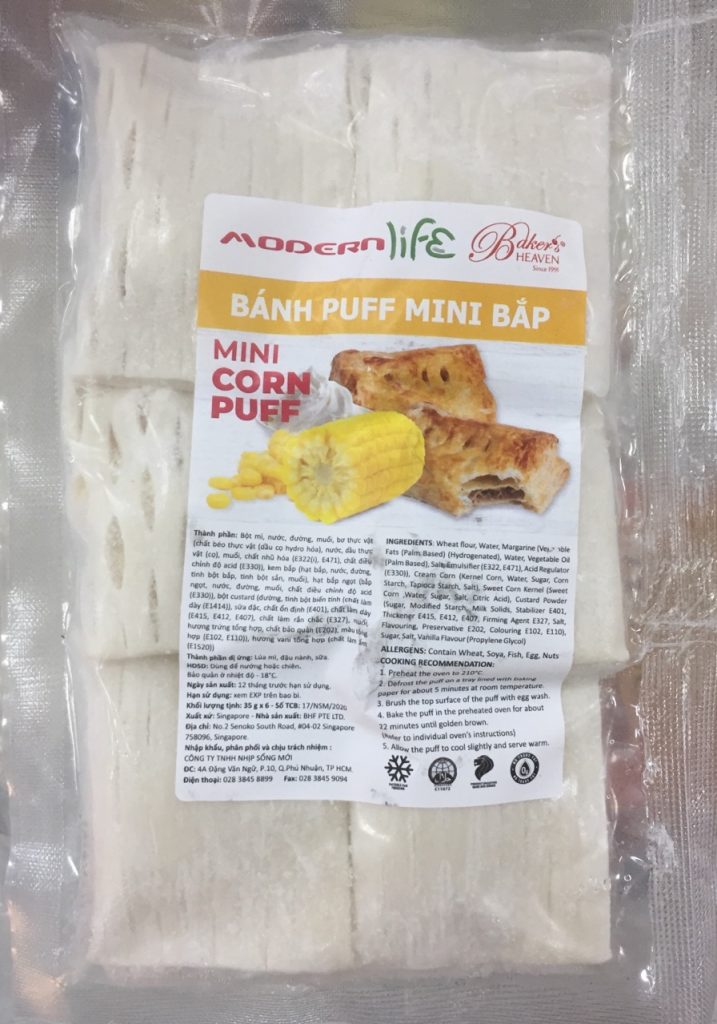 MODERN life
Baker's
HEAVEN
Since 1991
BÁNH PUFF MINI BẮP
MINI
CORN
PUFF
Thành phần: Bột mì, nước, đường, muối, bơ thực vật
(chất béo thực vật (dầu cọ hydro hóa), nước, dầu thực
vật (cọ), muối, chất nhũ hóa (E322(i), E471), chất điều
chỉnh độ acid (E330)), kem bắp (hạt bắp, nước, đường,
tinh bột bắp, tinh bột sắn, muối), hạt bắp ngọt (bắp
ngọt, nước, đường, muối, chất điều chỉnh độ acid
(E330)), bột custard (đường, tinh bột biến tính (chất làm
dày (E1414)), sữa đặc, chất ổn định (E401), chất làm dày
(E415, E412, E407), chất làm rắn chắc (E327), muối,
hương trứng tổng hợp, chất bảo quản (E202), màu tổng
hợp (E102, E110)), hương vani tổng hợp (chất làm ẩm
(E1520))
Thành phần dị ứng: Lúa mì, đậu nành, sữa.
HDSD: Dùng để nướng hoặc chiên.
Bảo quản ở nhiệt độ - 18°C.
Ngày sản xuất: 12 tháng trước hạn sử dụng.
Hạn sử dụng: xem EXP trên bao bì.
Khối lượng tịnh: 35 g x 6 - Số TCB: 17/NSM/2020
Xuất xứ: Singapore - Nhà sản xuất: BHF PTE LTD.
Địa chỉ: No.2 Senoko South Road, #04-02 Singapore
758096, Singapore.
Nhập khẩu, phân phối và chịu trách nhiệm :
CÔNG TY TNHH NHỊP SỐNG MỚI
ĐC: 4A Đặng Văn Ngữ, P.10, Q.Phú Nhuận, TP HCM.
Điện thoại: 028 3845 8899 Fax: 028 3845 9094
INGREDIENTS: Wheat flour, Water, Margarine
Fats (Palm Based) (Hydrogenated), Water, Vegetable Oil
(Palm Based), Salt, Emulsifier (E322, E471), Acid Regulator
(E330)), Cream Corn (Kernel Corn, Water, Sugar, Corn
Starch, Tapioca Starch, Salt), Sweet Corn Kernel (Sweet
Corn ,Water, Sugar, Salt, Citric Acid), Custard Powder
(Sugar, Modified Starch, Milk Solids, Stabilizer E401,
Thickener E415, E412, E407, Firming Agent E327, Salt,
Flavouring, Preservative E202, Colouring E102, E110),
Sugar, Salt, Vanilla Flavour (Propylene Glycol)
ALLERGENS: Contain Wheat, Soya, Fish, Egg, Nuts
COOKING RECOMMENDATION:
1. Preheat the oven to 210°C.
2. Defrost the puff on a tray lined with baking
paper for about 5 minutes at room temperature.
3. Brush the top surface of the puff with egg wash.
4. Bake the puff in the preheated oven for about
22 minutes until golden brown.
(Refer to individual oven's instructions)
5. Allow the puff to cool slightly and serve warm.